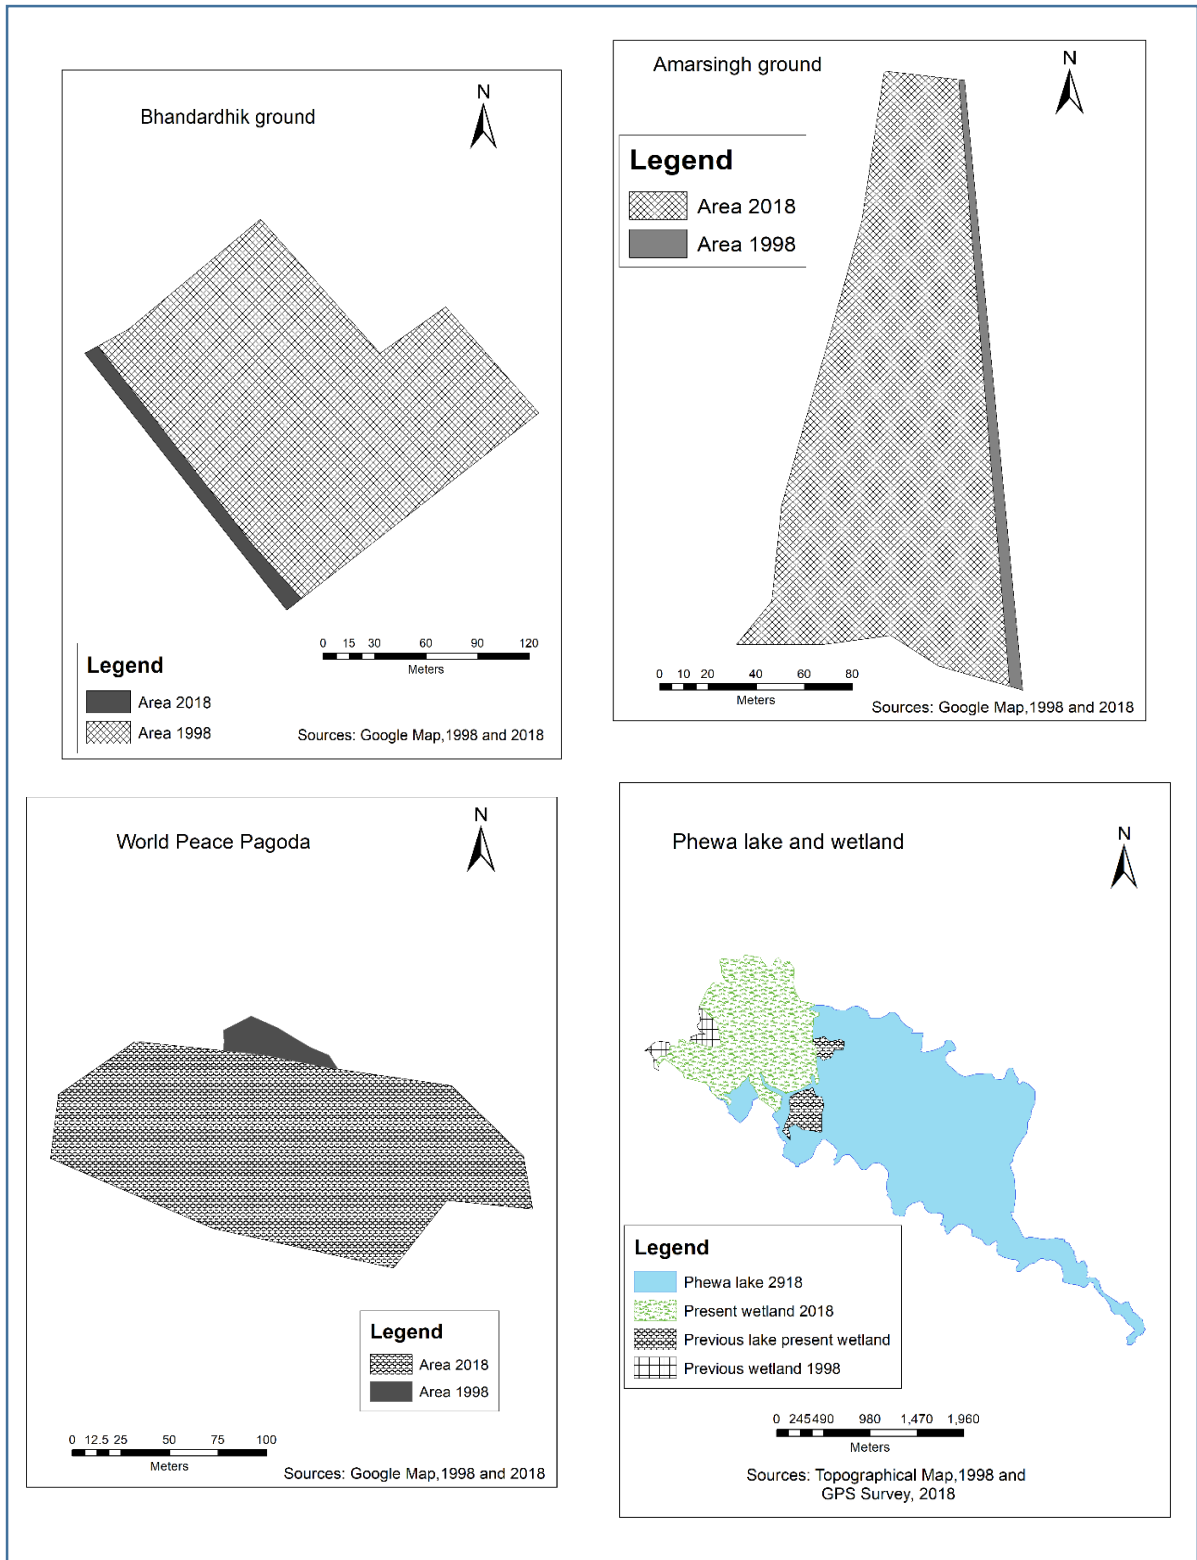 Bhandardhik ground
N
0 15 30 60 90 120
Meters
Legend
Area 2018
Area 1998
Sources: Google Map,1998 and 2018
Amarsingh ground
N
Legend
Area 2018
Area 1998
0 10 20 40 60 80
Meters
Sources: Google Map,1998 and 2018
World Peace Pagoda
N
Legend
Area 2018
Area 1998
0 12.5 25 50 75 100
Meters
Sources: Google Map,1998 and 2018
Phewa lake and wetland
N
Legend
Phewa lake 2918
Present wetland 2018
Previous lake present wetland
Previous wetland 1998
0 245490 980 1,470 1,960
Meters
Sources: Topographical Map,1998 and
GPS Survey, 2018